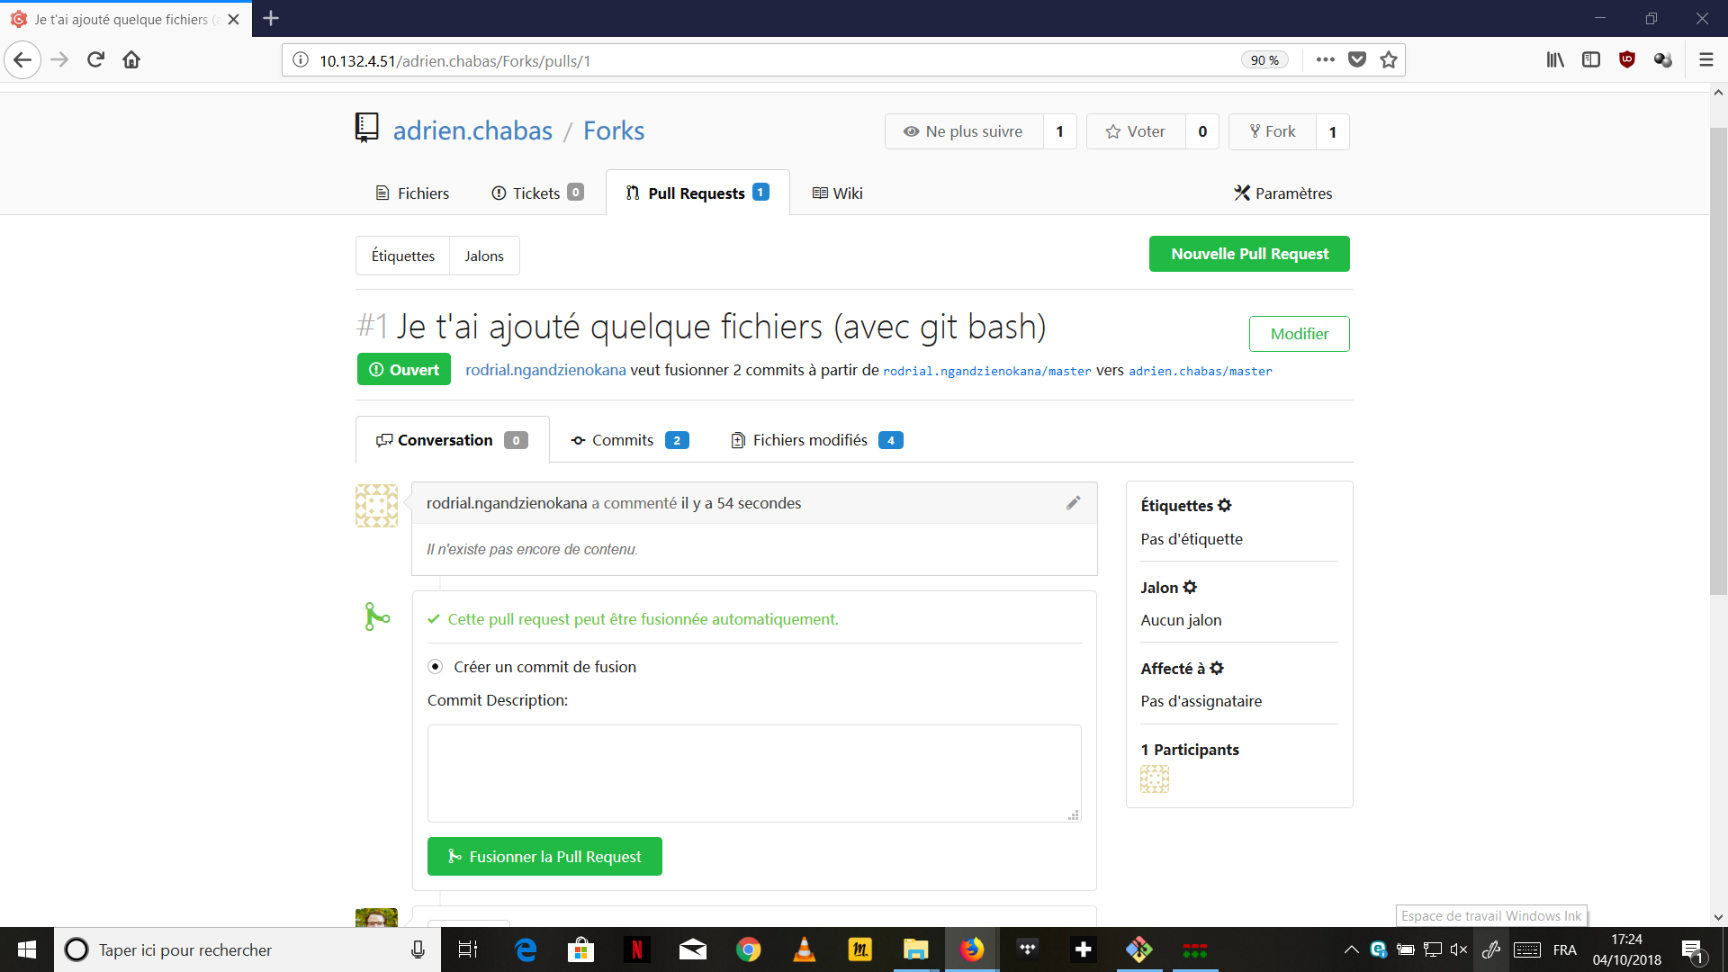 Je t'ai ajouté quelque fichiers (a
10.132.4.51/adrien.chabas/Forks/pulls/1
90 %
adrien.chabas / Forks
Ne plus suivre 1
Voter 0
Fork 1
Fichiers
Tickets 0
Pull Requests 1
Wiki
Paramètres
Étiquettes
Jalons
Nouvelle Pull Request
#1 Je t'ai ajouté quelque fichiers (avec git bash)
Modifier
Ouvert
rodrial.ngandzienokana veut fusionner 2 commits à partir de rodrial.ngandzienokana/master vers adrien.chabas/master
Conversation 0
Commits 2
Fichiers modifiés 4
rodrial.ngandzienokana a commenté il y a 54 secondes
Il n'existe pas encore de contenu.
Cette pull request peut être fusionnée automatiquement.
Créer un commit de fusion
Commit Description:
Fusionner la Pull Request
Étiquettes
Pas d'étiquette
Jalon
Aucun jalon
Affecté à
Pas d'assignataire
1 Participants
Espace de travail Windows Ink
Taper ici pour rechercher
FRA
17:24
04/10/2018
1